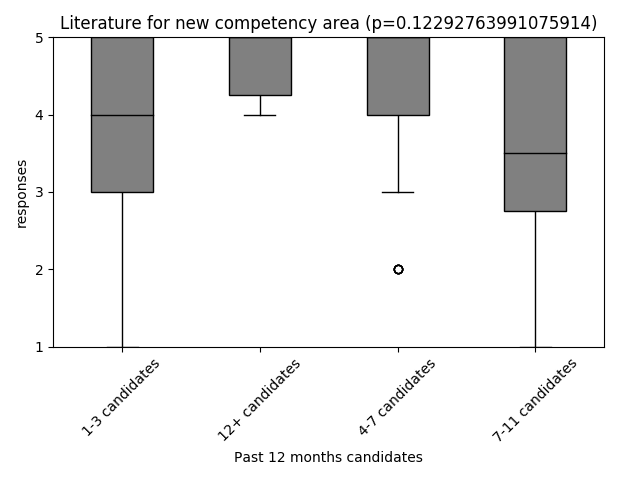 Literature for new competency area (p=0.12292763991075914)
5
4
3
2
1
responses
1-3 candidates
12+ candidates
4-7 candidates
7-11 candidates
Past 12 months candidates